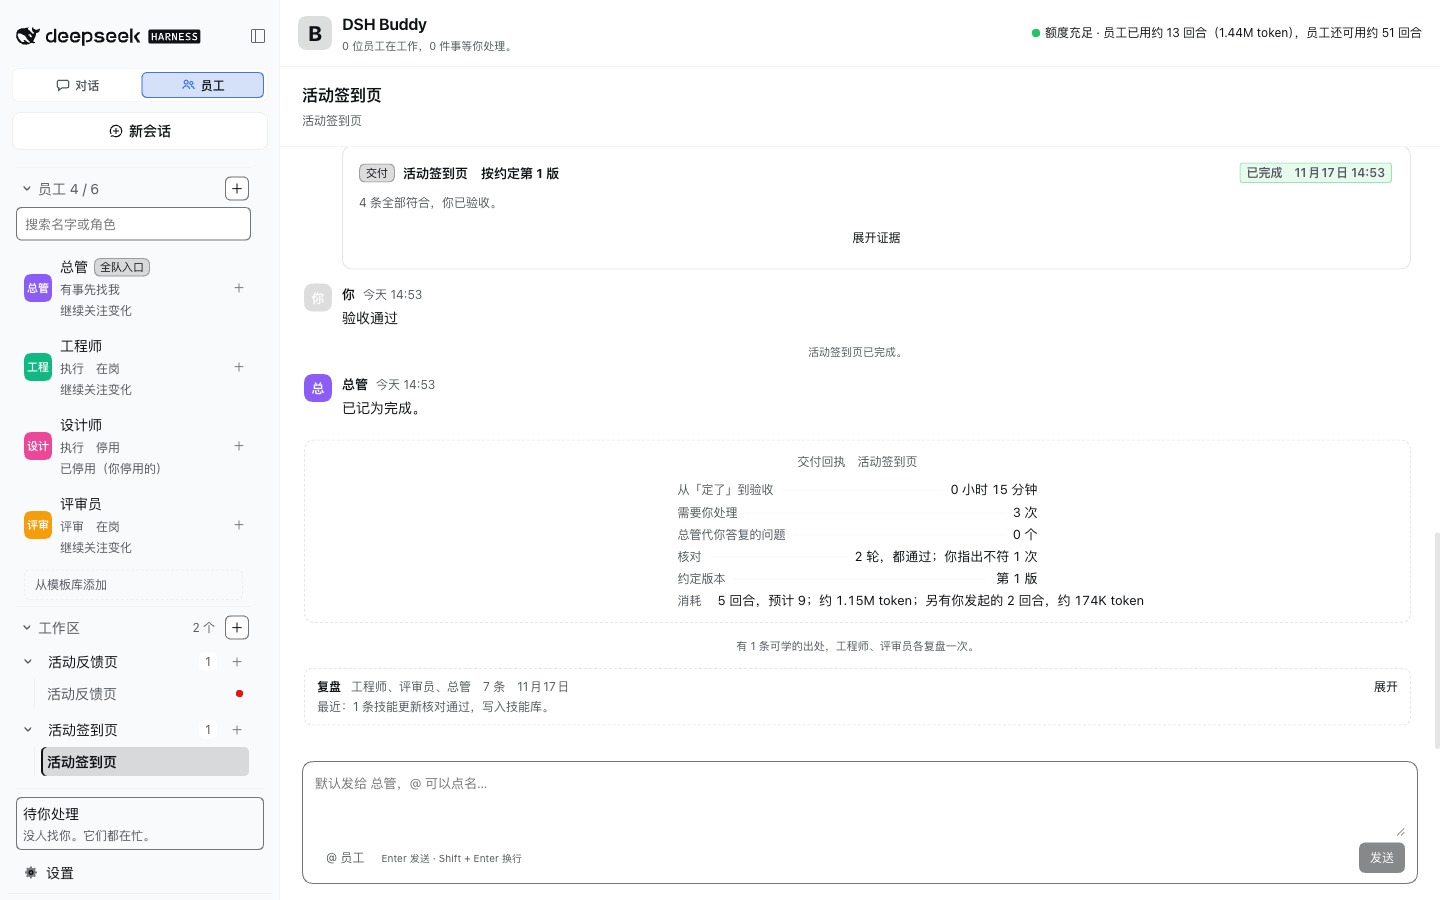 deepseek HARNESS
对话
员工
新会话
员工 4 / 6
搜索名字或角色
总管
总管 全队入口
有事先找我
继续关注变化
工程
工程师
执行 在岗
继续关注变化
设计
设计师
执行 停用
已停用（你停用的）
评审
评审员
评审 在岗
继续关注变化
从模板库添加
工作区 2 个
活动反馈页 1
活动反馈页
活动签到页 1
活动签到页
待你处理
没人找你。它们都在忙。
设置
B
DSH Buddy
0 位员工在工作，0 件事等你处理。
额度充足 · 员工已用约 13 回合（1.44M token），员工还可用约 51 回合
活动签到页
活动签到页
交付 活动签到页 按约定第 1 版
已完成 11月17日 14:53
4 条全部符合，你已验收。
展开证据
你
你 今天 14:53
验收通过
活动签到页已完成。
总
总管 今天 14:53
已记为完成。
交付回执 活动签到页
从「定了」到验收 0 小时 15 分钟
需要你处理 3 次
总管代你答复的问题 0 个
核对 2 轮，都通过；你指出不符 1 次
约定版本 第 1 版
消耗 5 回合，预计 9；约 1.15M token；另有你发起的 2 回合，约 174K token
有 1 条可学的出处，工程师、评审员各复盘一次。
复盘 工程师、评审员、总管 7 条 11月17日
展开
最近：1 条技能更新核对通过，写入技能库。
默认发给 总管，@ 可以点名...
@ 员工 Enter 发送 · Shift + Enter 换行
发送